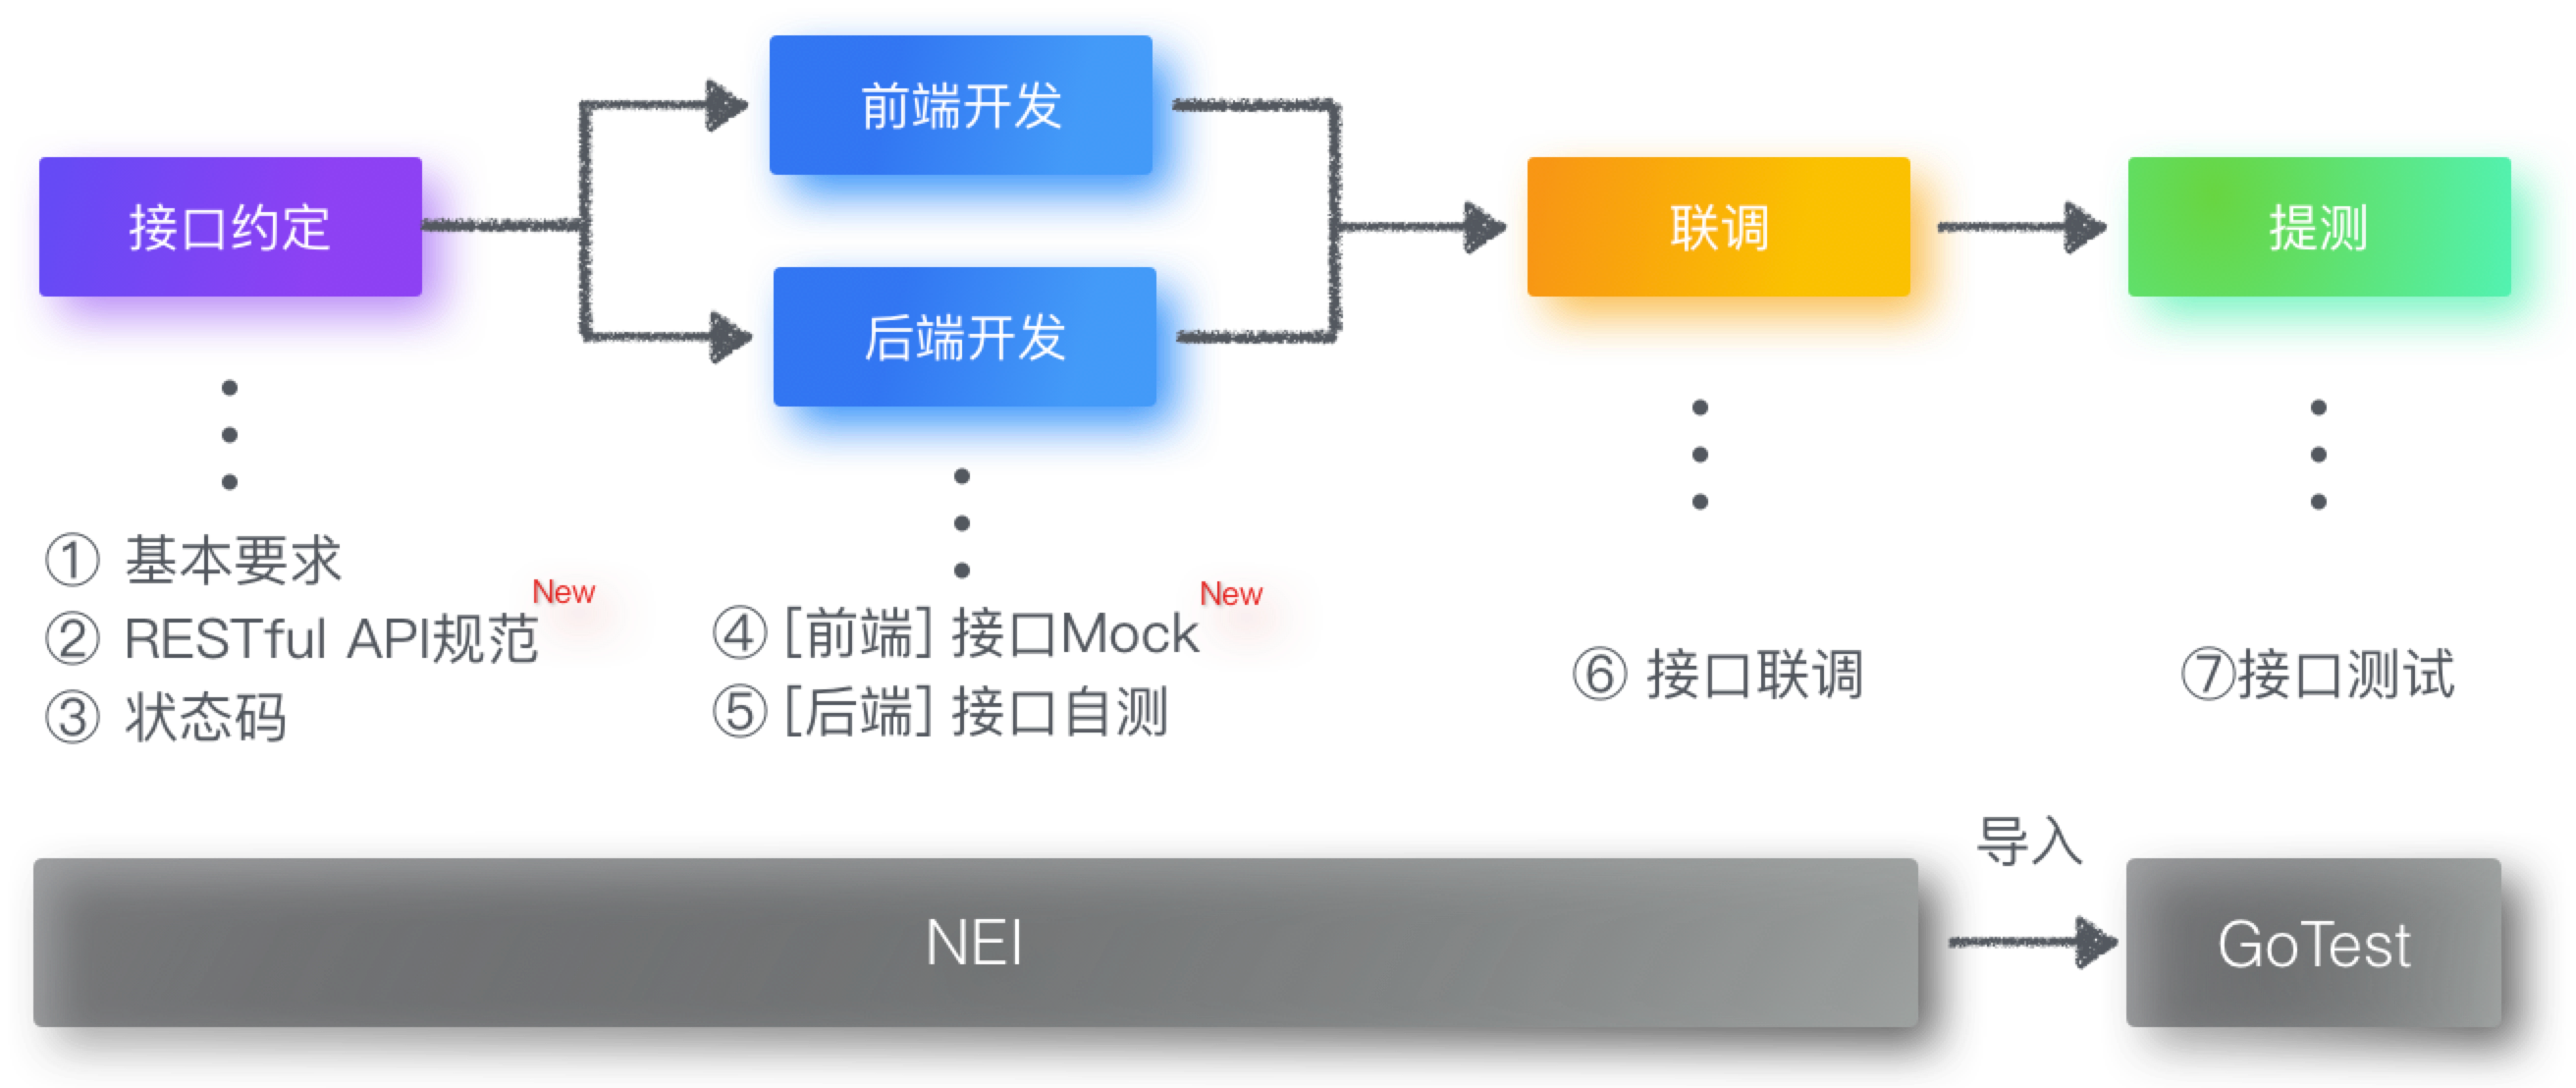 前端开发
接口约定
联调
提测
后端开发
① 基本要求
② RESTful API规范 New
③ 状态码
④ [前端] 接口Mock New
⑤ [后端] 接口自测
⑥ 接口联调
⑦接口测试
导入
NEI
GoTest